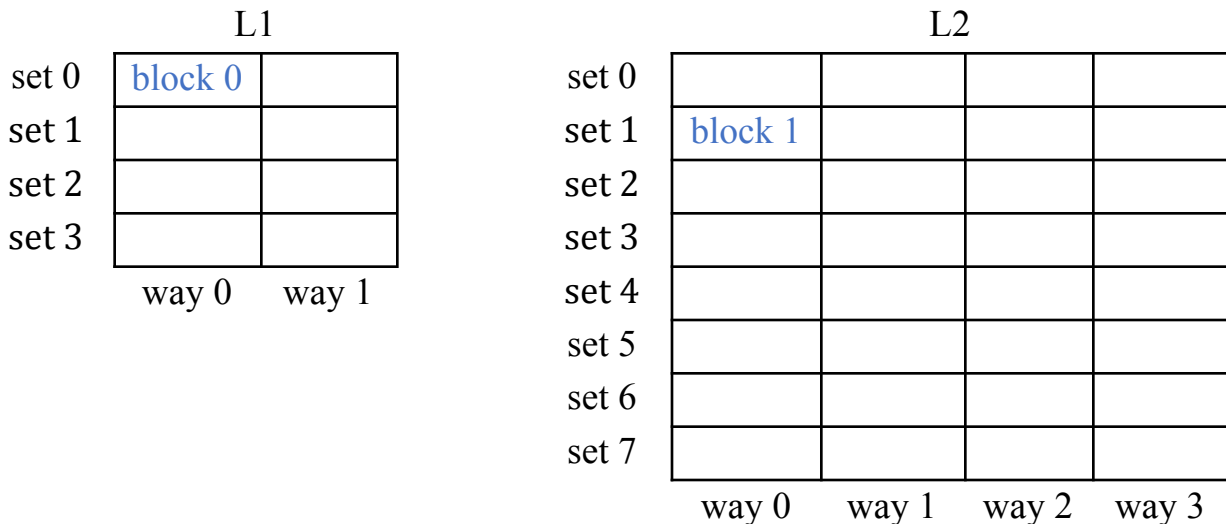 L1
set 0 block 0
set 1
set 2
set 3
way 0 way 1
L2
set 0
set 1 block 1
set 2
set 3
set 4
set 5
set 6
set 7
way 0 way 1 way 2 way 3